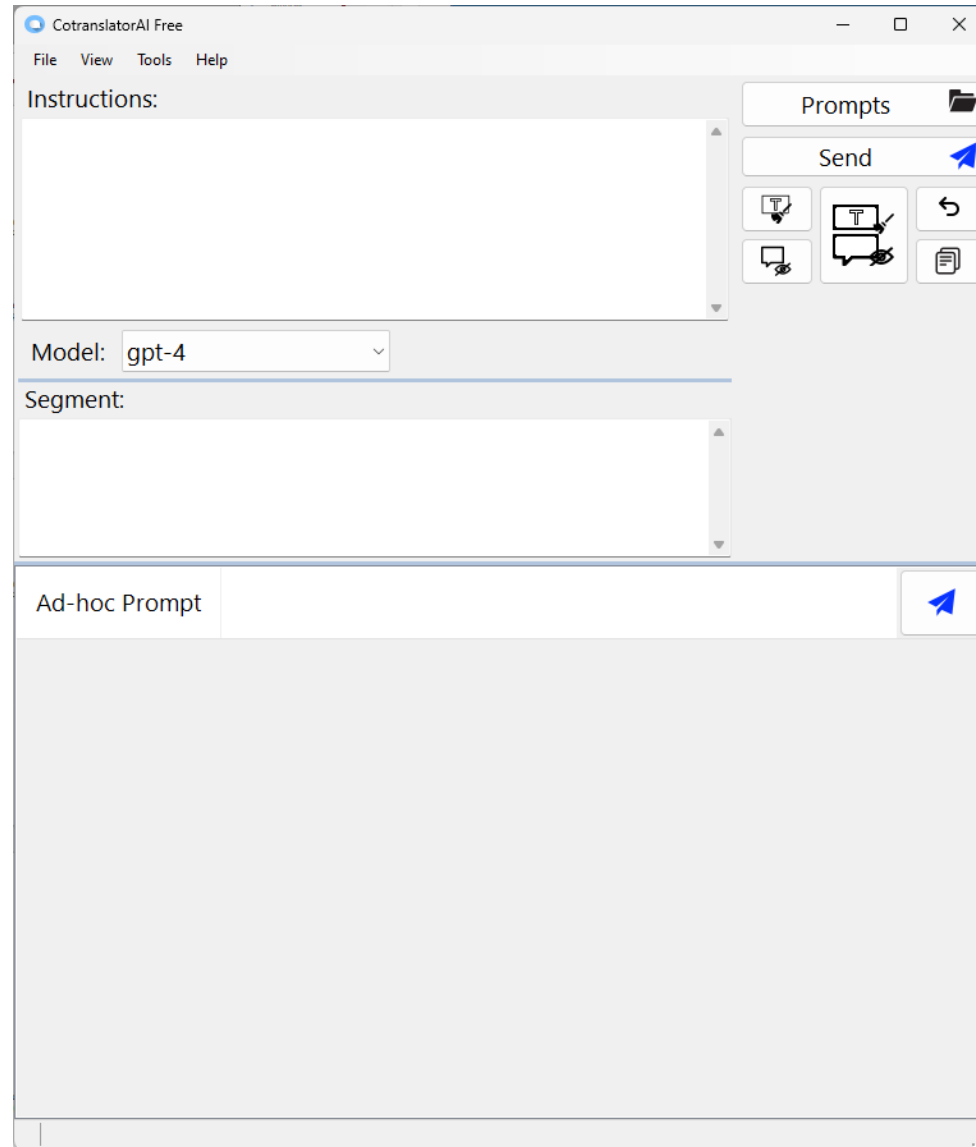 CotranslatorAI Free
File View Tools Help
Instructions:
Prompts
Send
T
T
Model: gpt-4
Segment:
Ad-hoc Prompt